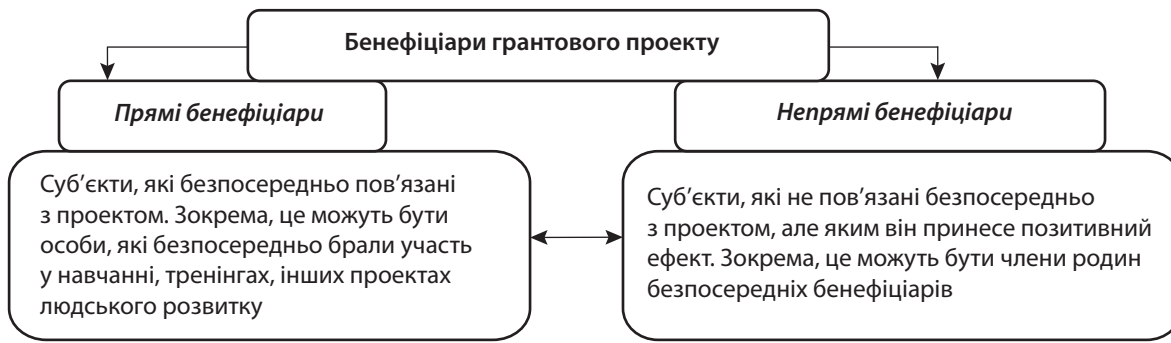 Бенефіціари грантового проекту
Прямі бенефіціари
Непрямі бенефіціари
Суб’єкти, які безпосередньо пов’язані
з проектом. Зокрема, це можуть бути
особи, які безпосередньо брали участь
у навчанні, тренінгах, інших проектах
людського розвитку
Суб’єкти, які не пов’язані безпосередньо
з проектом, але яким він принесе позитивний
ефект. Зокрема, це можуть бути члени родин
безпосередніх бенефіціарів